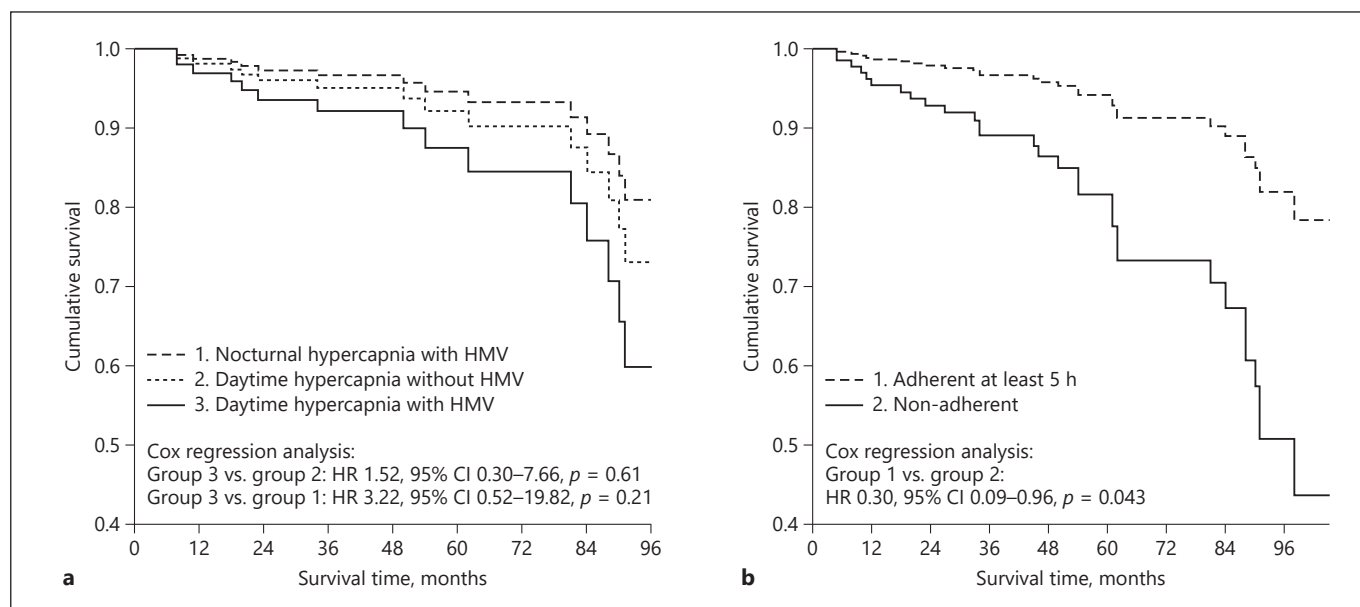 1.0
0.9
0.8
0.7
0.6
0.5
0.4
Cumulative survival
1. Nocturnal hypercapnia with HMV
2. Daytime hypercapnia without HMV
3. Daytime hypercapnia with HMV
Cox regression analysis:
Group 3 vs. group 2: HR 1.52, 95% CI 0.30–7.66, p = 0.61
Group 3 vs. group 1: HR 3.22, 95% CI 0.52–19.82, p = 0.21
0 12 24 36 48 60 72 84 96
Survival time, months
a
1.0
0.9
0.8
0.7
0.6
0.5
0.4
Cumulative survival
1. Adherent at least 5 h
2. Non-adherent
Cox regression analysis:
Group 1 vs. group 2:
HR 0.30, 95% CI 0.09–0.96, p = 0.043
0 12 24 36 48 60 72 84 96
Survival time, months
b